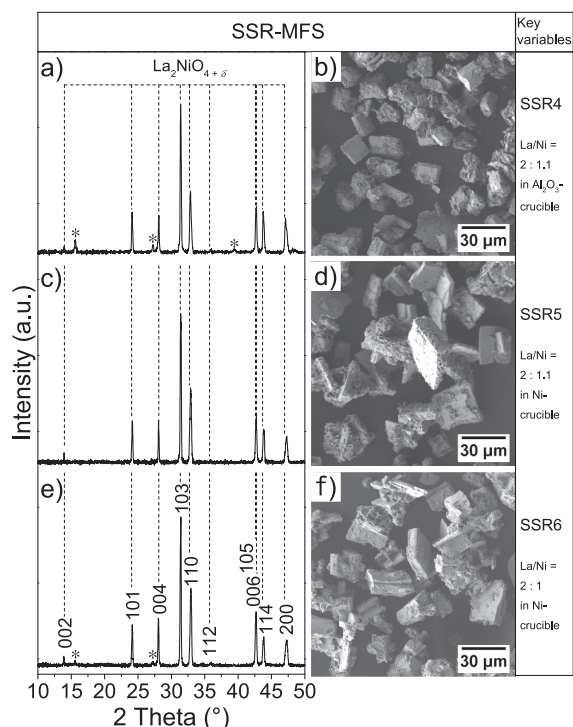 SSR-MFS
Key
variables
a)
La₂NiO₄₊δ
*
*
*
b)
30 µm
SSR4
La/Ni =
2 : 1.1
in Al₂O₃-
crucible
c)
d)
30 µm
SSR5
La/Ni =
2 : 1.1
in Ni-
crucible
e)
002
*
101
*
004
103
110
112
006 105
114
200
f)
30 µm
SSR6
La/Ni =
2 : 1
in Ni-
crucible
Intensity (a.u.)
10 15 20 25 30 35 40 45 50
2 Theta (°)